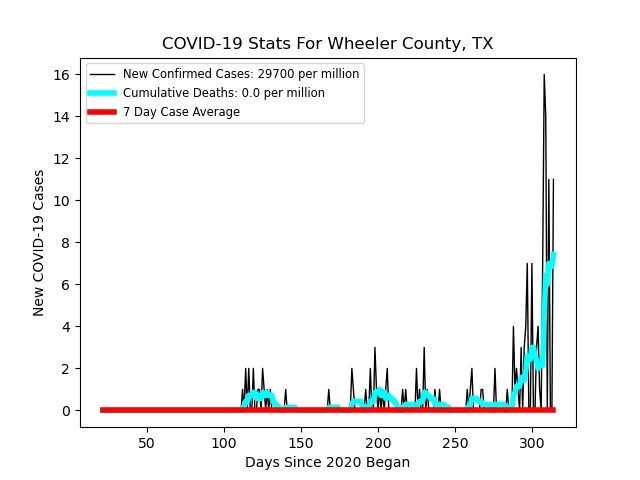 COVID-19 Stats For Wheeler County, TX
New Confirmed Cases: 29700 per million
Cumulative Deaths: 0.0 per million
7 Day Case Average
New COVID-19 Cases
16
14
12
10
8
6
4
2
0
50 100 150 200 250 300
Days Since 2020 Began